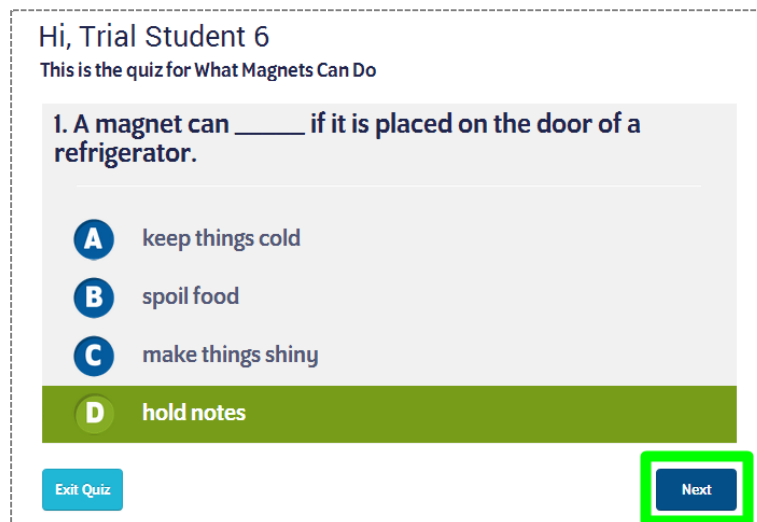 Hi, Trial Student 6
This is the quiz for What Magnets Can Do
1. A magnet can ______ if it is placed on the door of a
refrigerator.
A keep things cold
B spoil food
C make things shiny
D hold notes
Exit Quiz Next